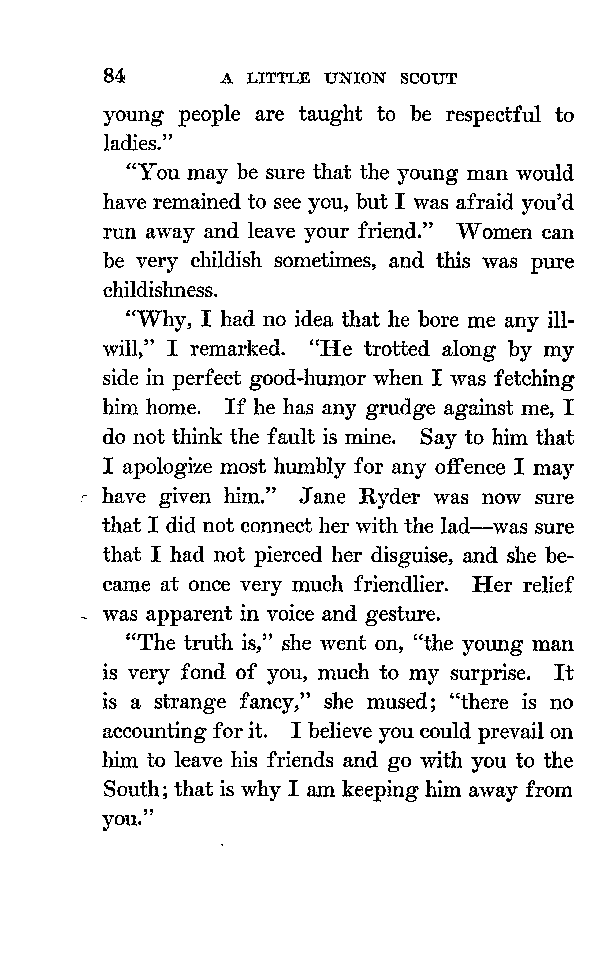 84 A LITTLE UNION SCOUT
young people are taught to be respectful to
ladies.”
“You may be sure that the young man would
have remained to see you, but I was afraid you’d
run away and leave your friend.” Women can
be very childish sometimes, and this was pure
childishness.
“Why, I had no idea that he bore me any ill-
will,” I remarked. “He trotted along by my
side in perfect good-humor when I was fetching
him home. If he has any grudge against me, I
do not think the fault is mine. Say to him that
I apologize most humbly for any offence I may
have given him.” Jane Ryder was now sure
that I did not connect her with the lad—was sure
that I had not pierced her disguise, and she be-
came at once very much friendlier. Her relief
was apparent in voice and gesture.
“The truth is,” she went on, “the young man
is very fond of you, much to my surprise. It
is a strange fancy,” she mused; “there is no
accounting for it. I believe you could prevail on
him to leave his friends and go with you to the
South; that is why I am keeping him away from
you.”